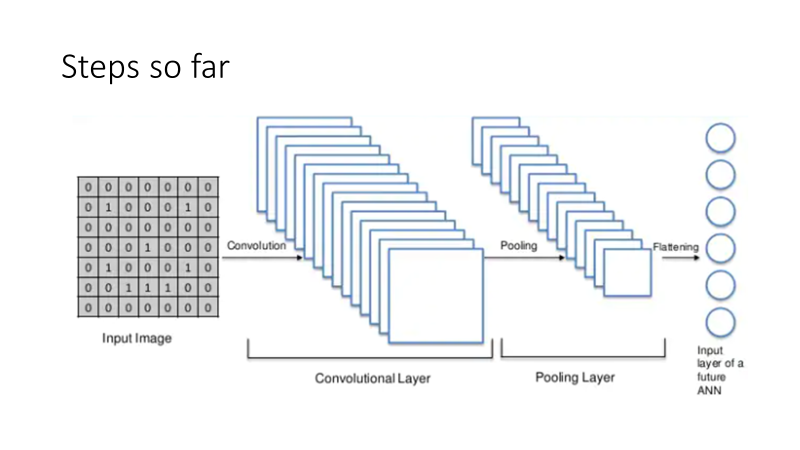 Steps so far
0 0 0 0 0 0 0
0 1 0 0 0 1 0
0 0 0 0 0 0 0
0 0 0 1 0 0 0
0 1 0 0 0 1 0
0 0 1 1 1 0 0
0 0 0 0 0 0 0
Input Image
Convolution
Convolutional Layer
Pooling
Pooling Layer
Flattening
Input
layer of a
future
ANN